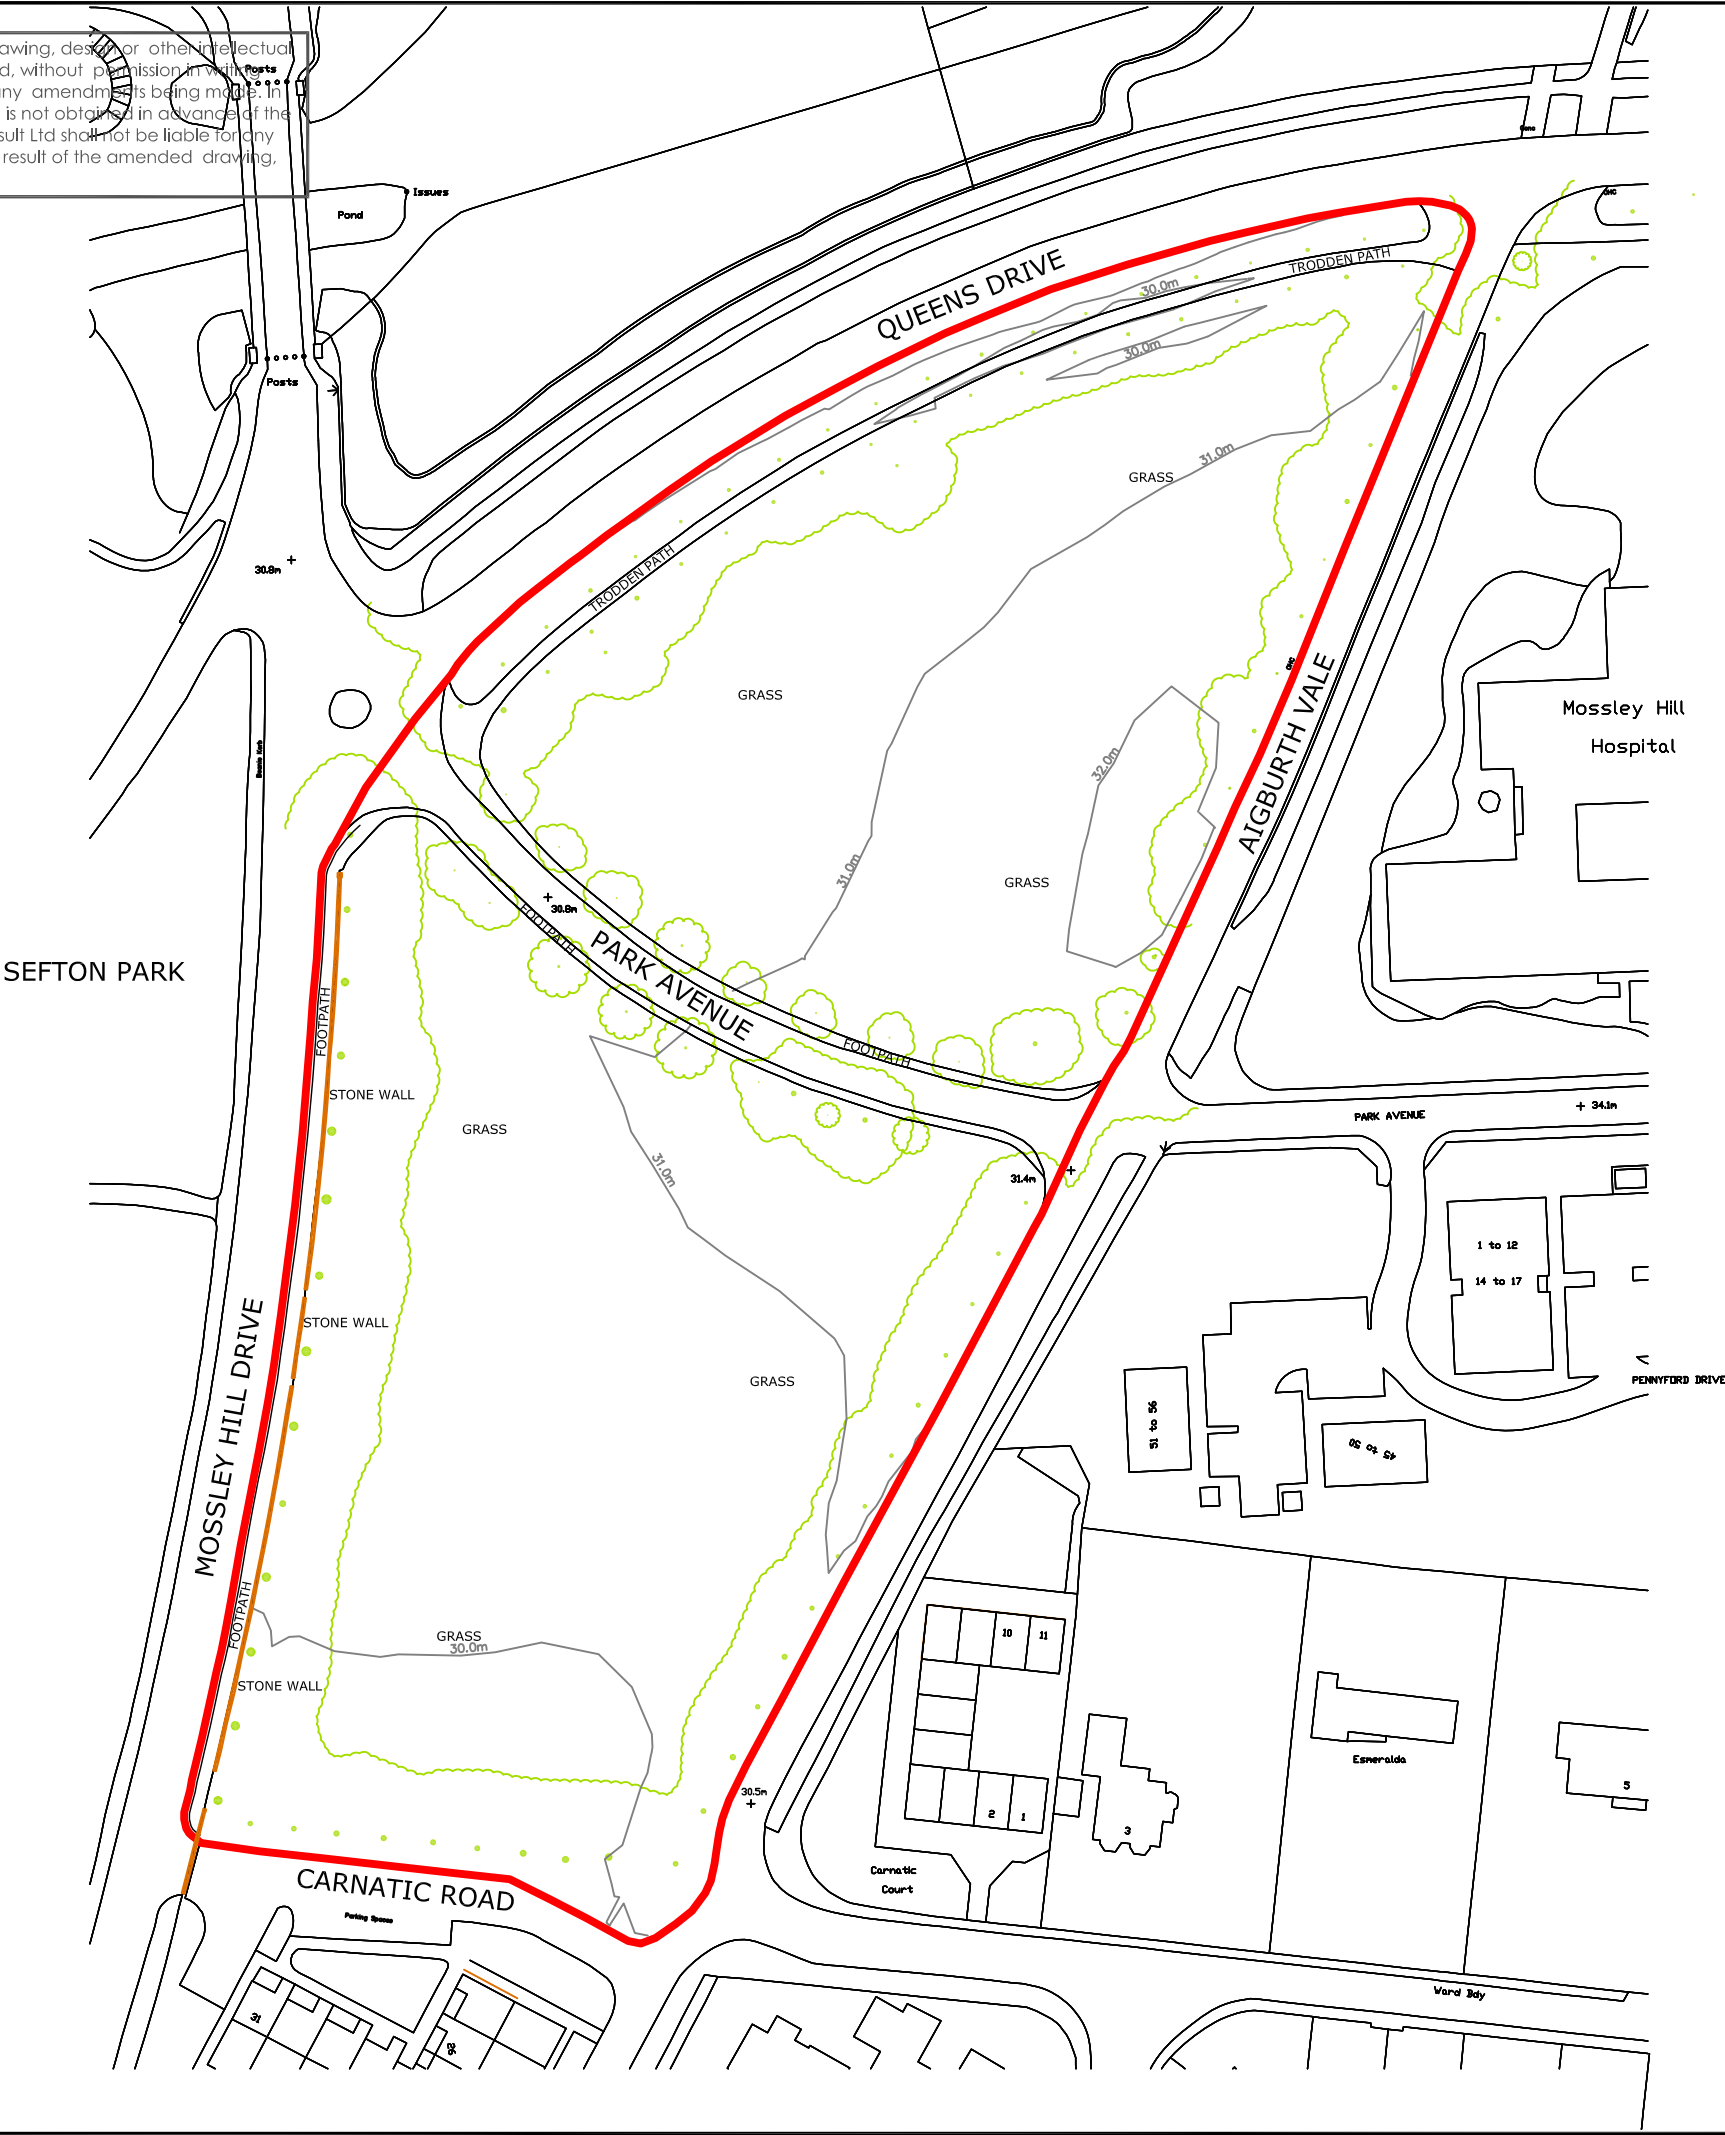 awing, design or other intellectual
d, without permission in writing
any amendments being made. In
is not obtained in advance of the
sult Ltd shall not be liable for any
result of the amended drawing,
Posts
Issues
Pond
Posts
30.8m
QUEENS DRIVE
TRODDEN PATH
30.0m
30.0m
31.0m
GRASS
TRODDEN PATH
GRASS
Mossley Hill
Hospital
AIGBURTH VALE
32.0m
31.0m
GRASS
30.8m
FOOTPATH
PARK AVENUE
FOOTPATH
SEFTON PARK
FOOTPATH
STONE WALL
GRASS
31.0m
31.4m
PARK AVENUE
34.1m
1 to 12
14 to 17
PENNYFORD DRIVE
51 to 56
45 to 50
STONE WALL
MOSSLEY HILL DRIVE
GRASS
FOOTPATH
GRASS
30.0m
STONE WALL
10
11
30.5m
2
1
3
Esmeralda
5
Carnatic
Court
CARNATIC ROAD
Parking Spaces
Ward Bdy
31
26